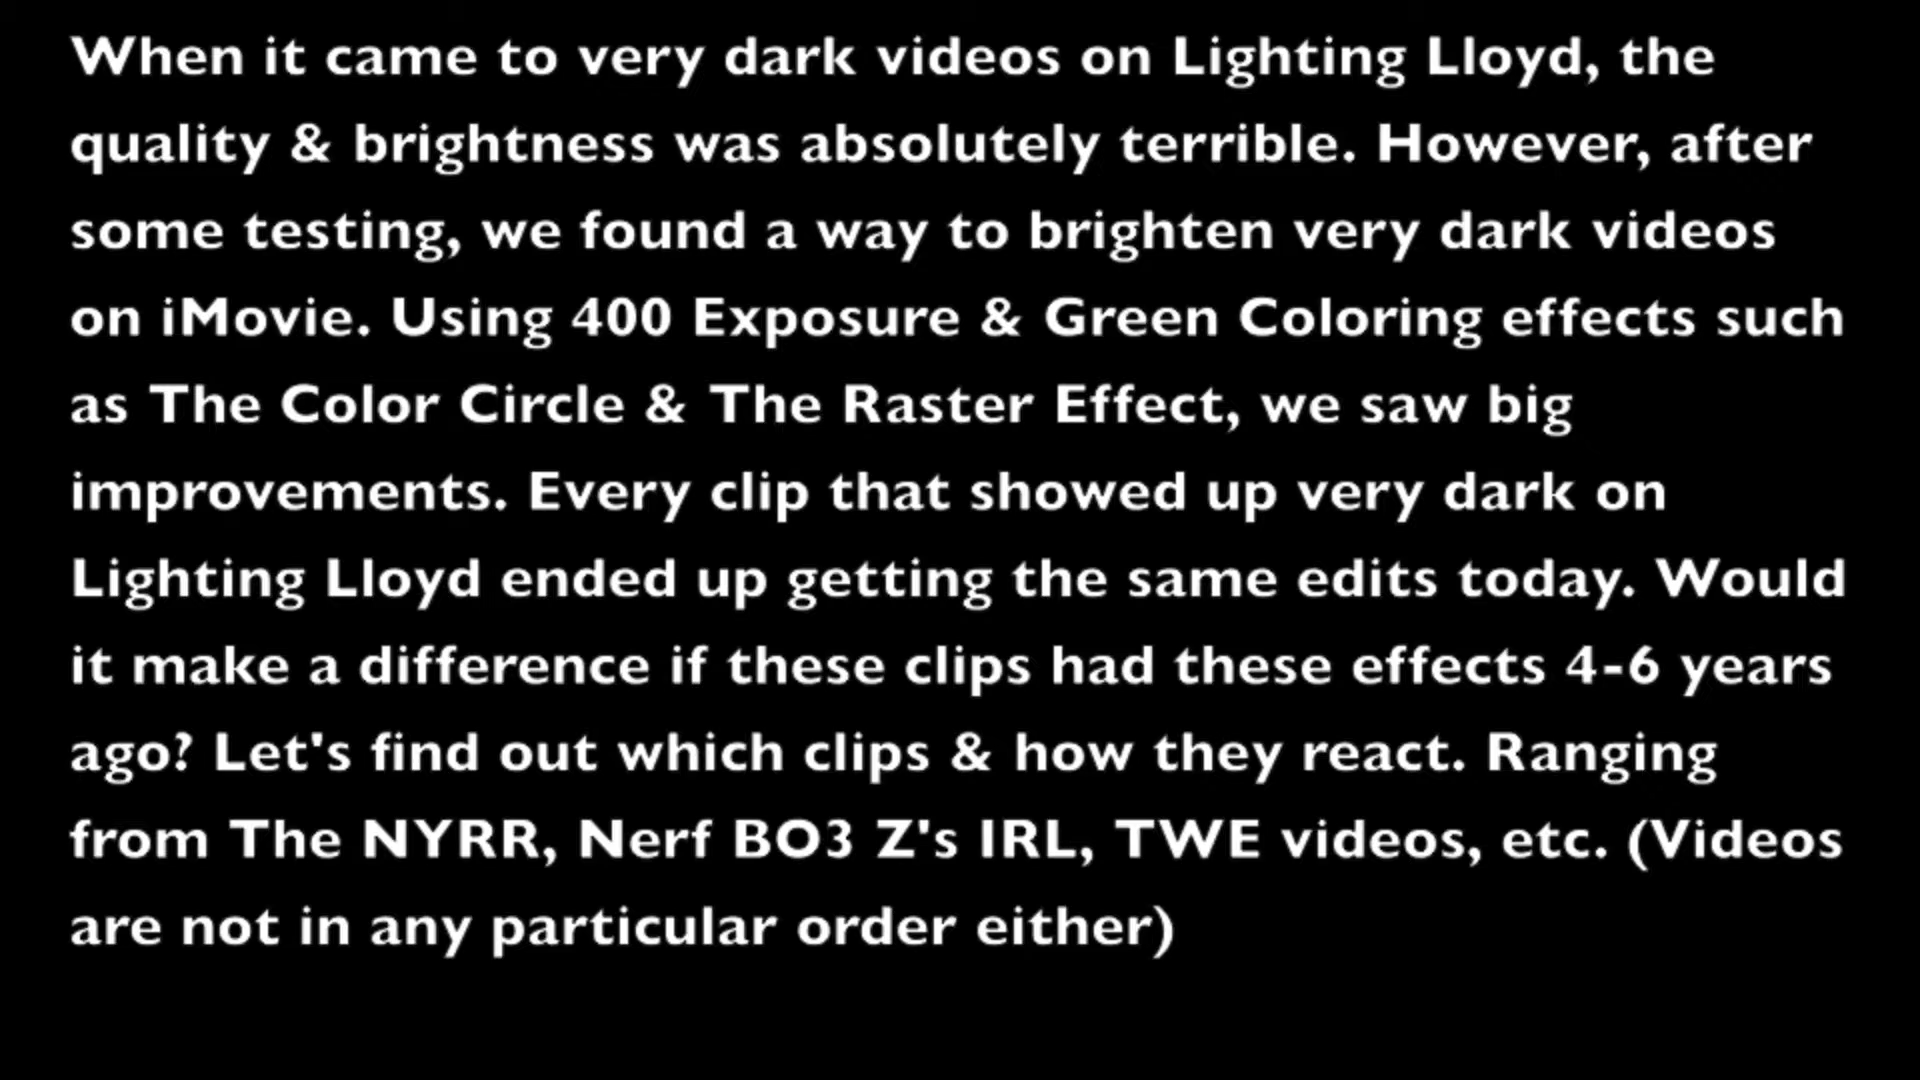 When it came to very dark videos on Lighting Lloyd, the
quality & brightness was absolutely terrible. However, after
some testing, we found a way to brighten very dark videos
on iMovie. Using 400 Exposure & Green Coloring effects such
as The Color Circle & The Raster Effect, we saw big
improvements. Every clip that showed up very dark on
Lighting Lloyd ended up getting the same edits today. Would
it make a difference if these clips had these effects 4-6 years
ago? Let's find out which clips & how they react. Ranging
from The NYRR, Nerf BO3 Z's IRL, TWE videos, etc. (Videos
are not in any particular order either)